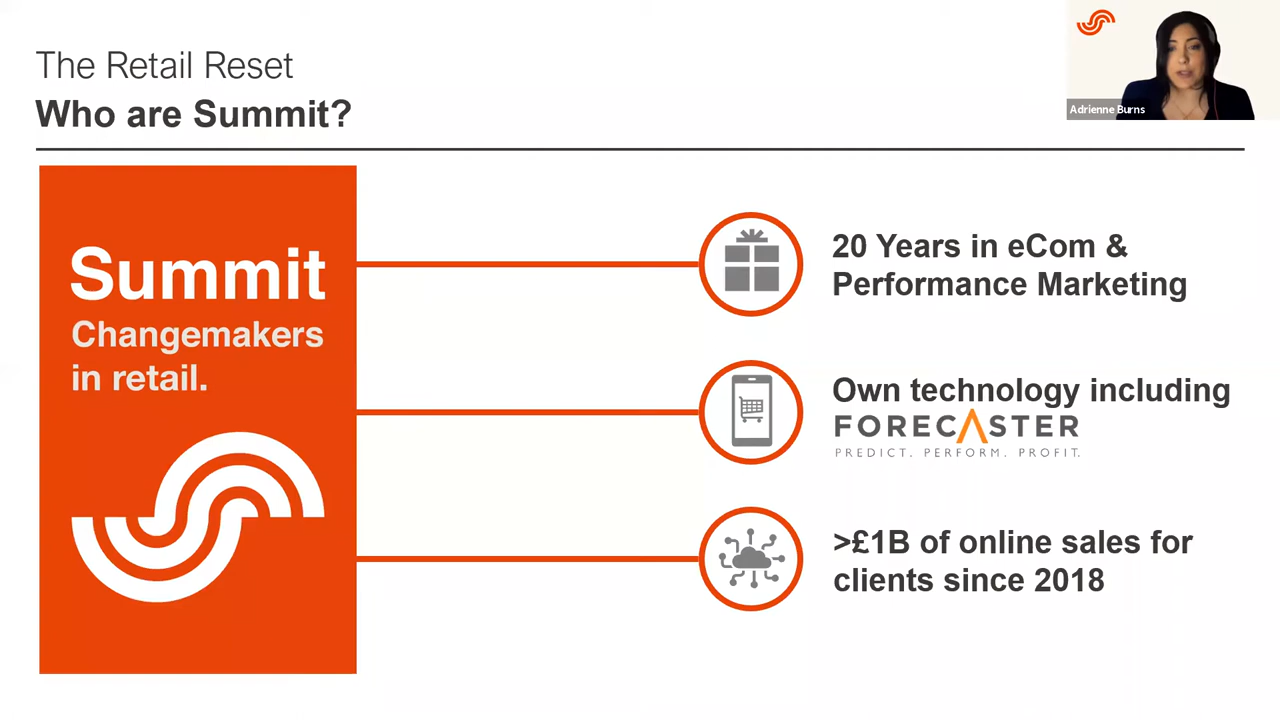 The Retail Reset
Who are Summit?
Adrienne Burns
Summit
Changemakers
in retail.
20 Years in eCom &
Performance Marketing
Own technology including
FORECASTER
PREDICT. PERFORM. PROFIT.
>£1B of online sales for
clients since 2018